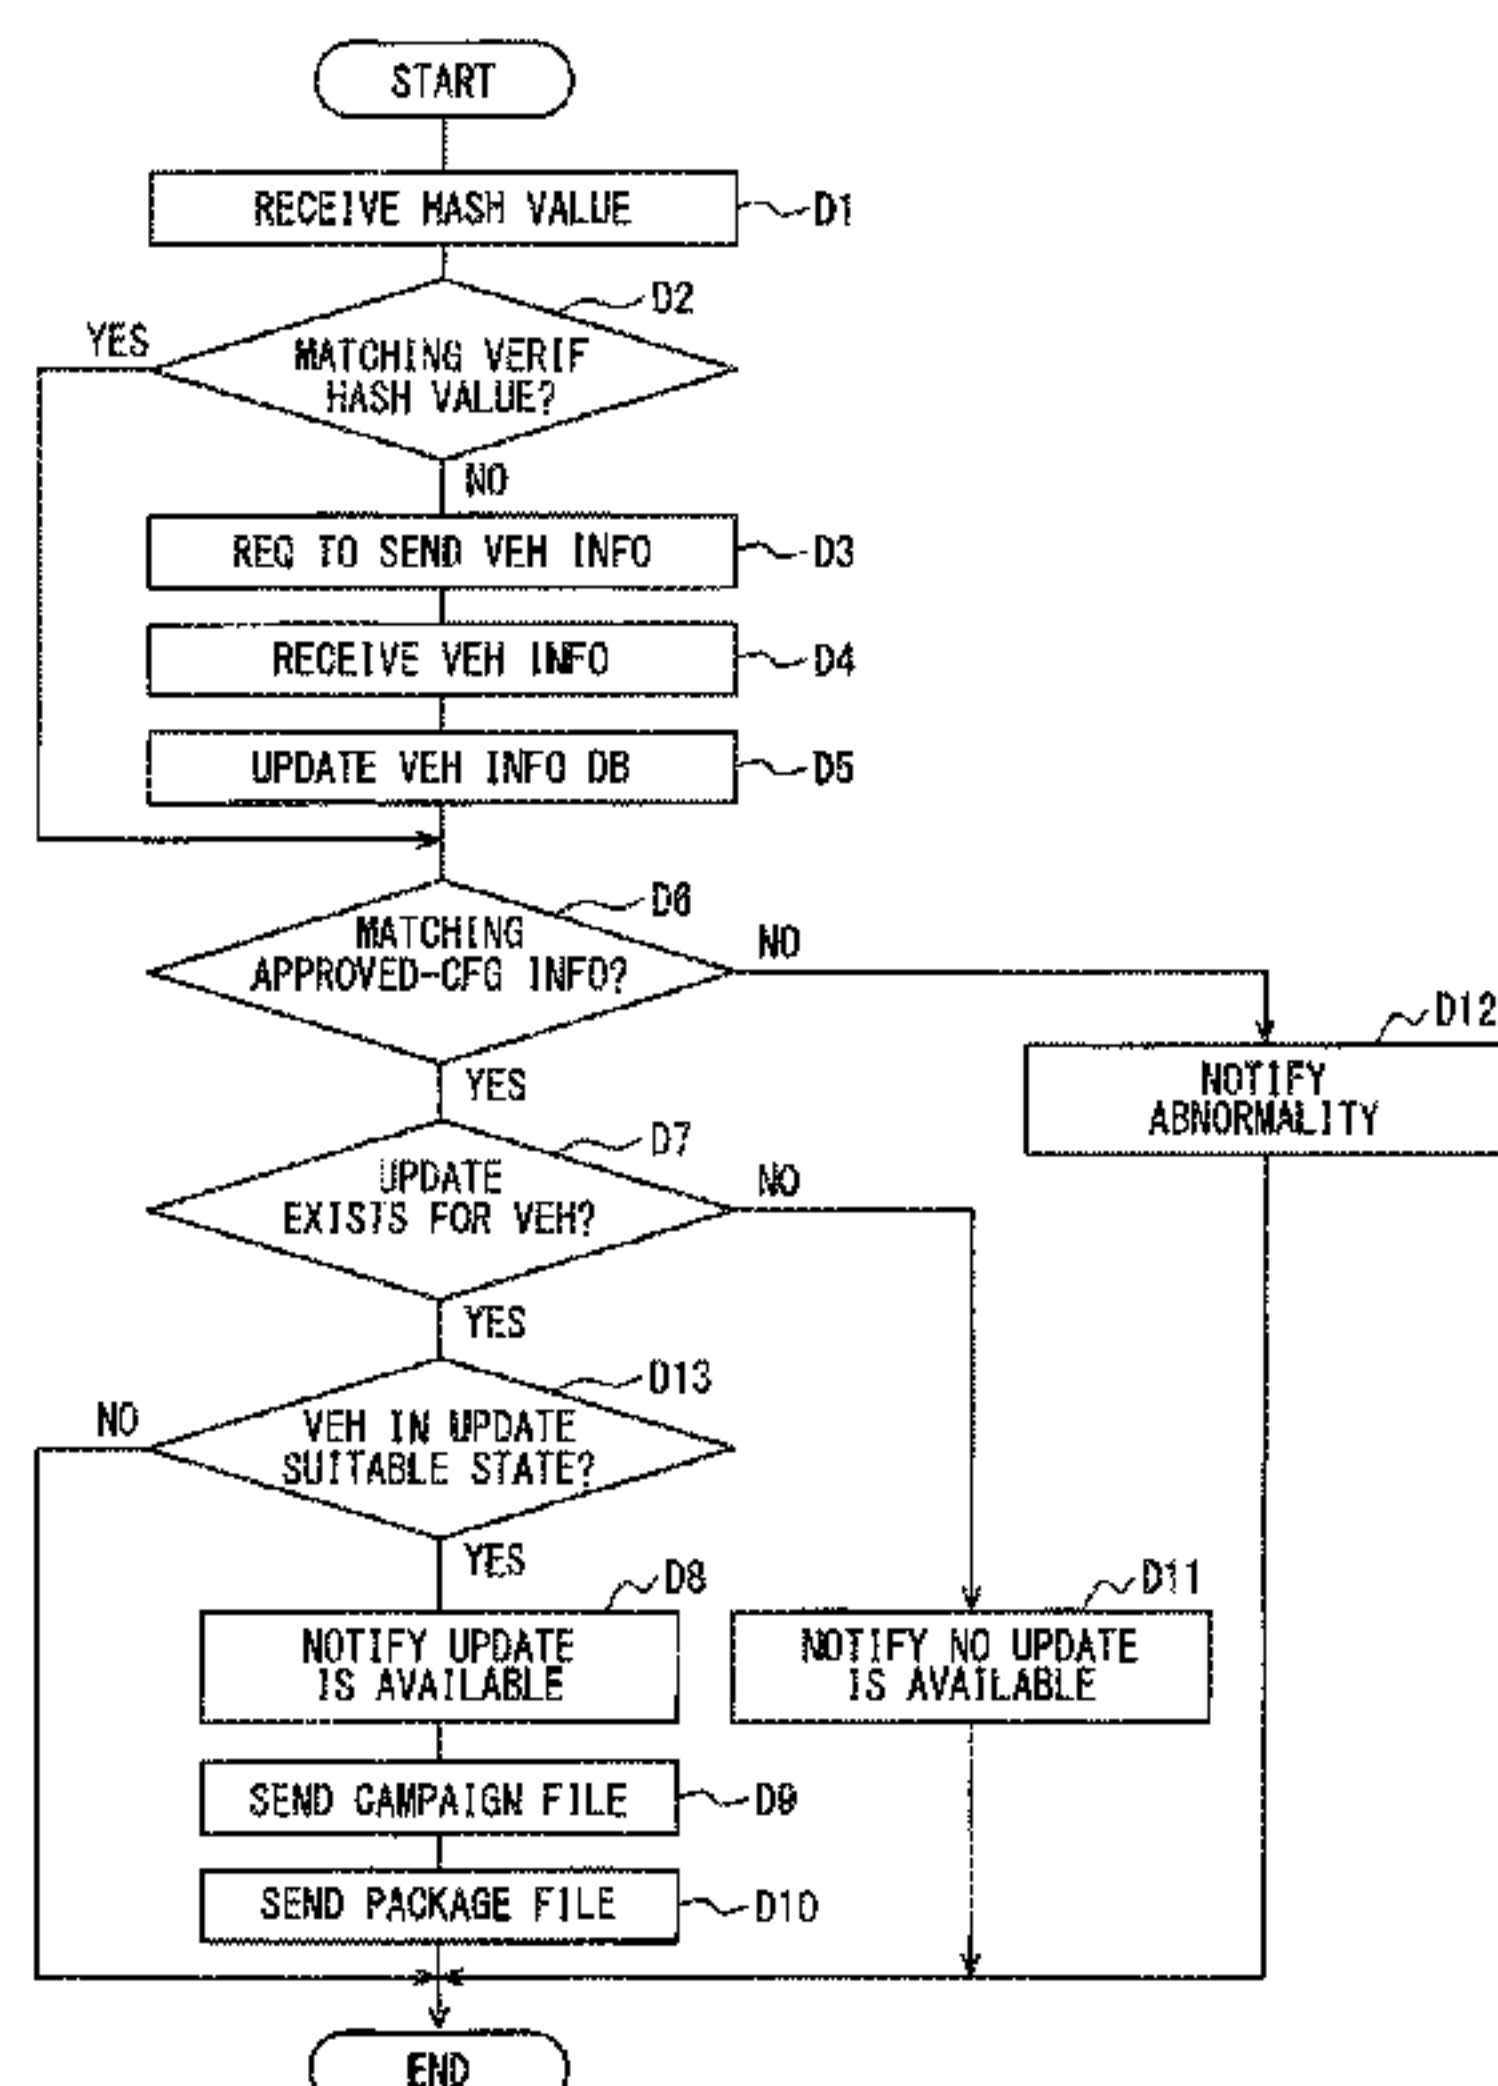 START
RECEIVE HASH VALUE
D1
D2
YES
MATCHING VERIF
HASH VALUE?
NO
REQ TO SEND VEH INFO
D3
RECEIVE VEH INFO
D4
UPDATE VEH INFO DB
D5
D6
MATCHING
APPROVED-CFG INFO?
NO
D12
NOTIFY
ABNORMALITY
YES
D7
UPDATE
EXISTS FOR VEH?
NO
YES
D13
NO
VEH IN UPDATE
SUITABLE STATE?
YES
D8
NOTIFY UPDATE
IS AVAILABLE
D11
NOTIFY NO UPDATE
IS AVAILABLE
SEND CAMPAIGN FILE
D9
SEND PACKAGE FILE
D10
END